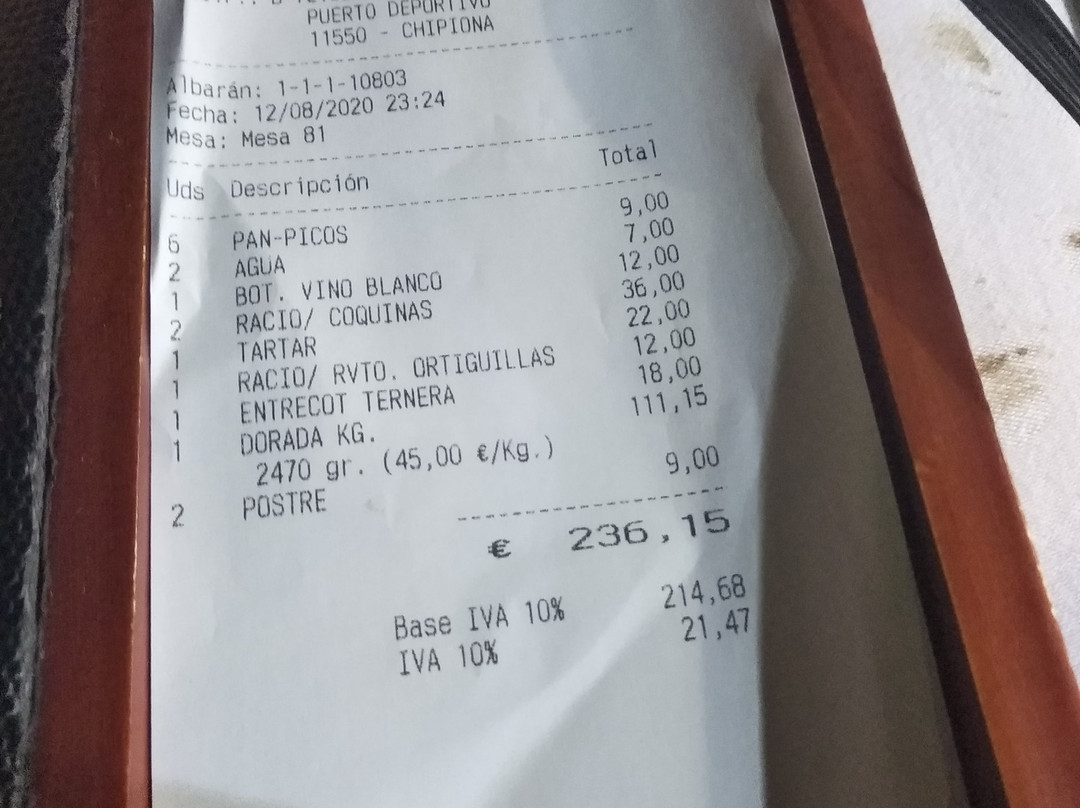 PUERTO DEPORTIVO
11550 - CHIPIONA
Albarán: 1-1-1-10803
Fecha: 12/08/2020 23:24
Mesa: Mesa 81
Uds Descripción Total
6 PAN-PICOS 9,00
2 AGUA 7,00
1 BOT. VINO BLANCO 12,00
2 RACIO/ COQUINAS 36,00
1 TARTAR 22,00
1 RACIO/ RVTO. ORTIGUILLAS 12,00
1 ENTRECOT TERNERA 18,00
1 DORADA KG. 111,15
2470 gr. (45,00 €/Kg.)
2 POSTRE 9,00
€ 236,15
Base IVA 10% 214,68
IVA 10% 21,47